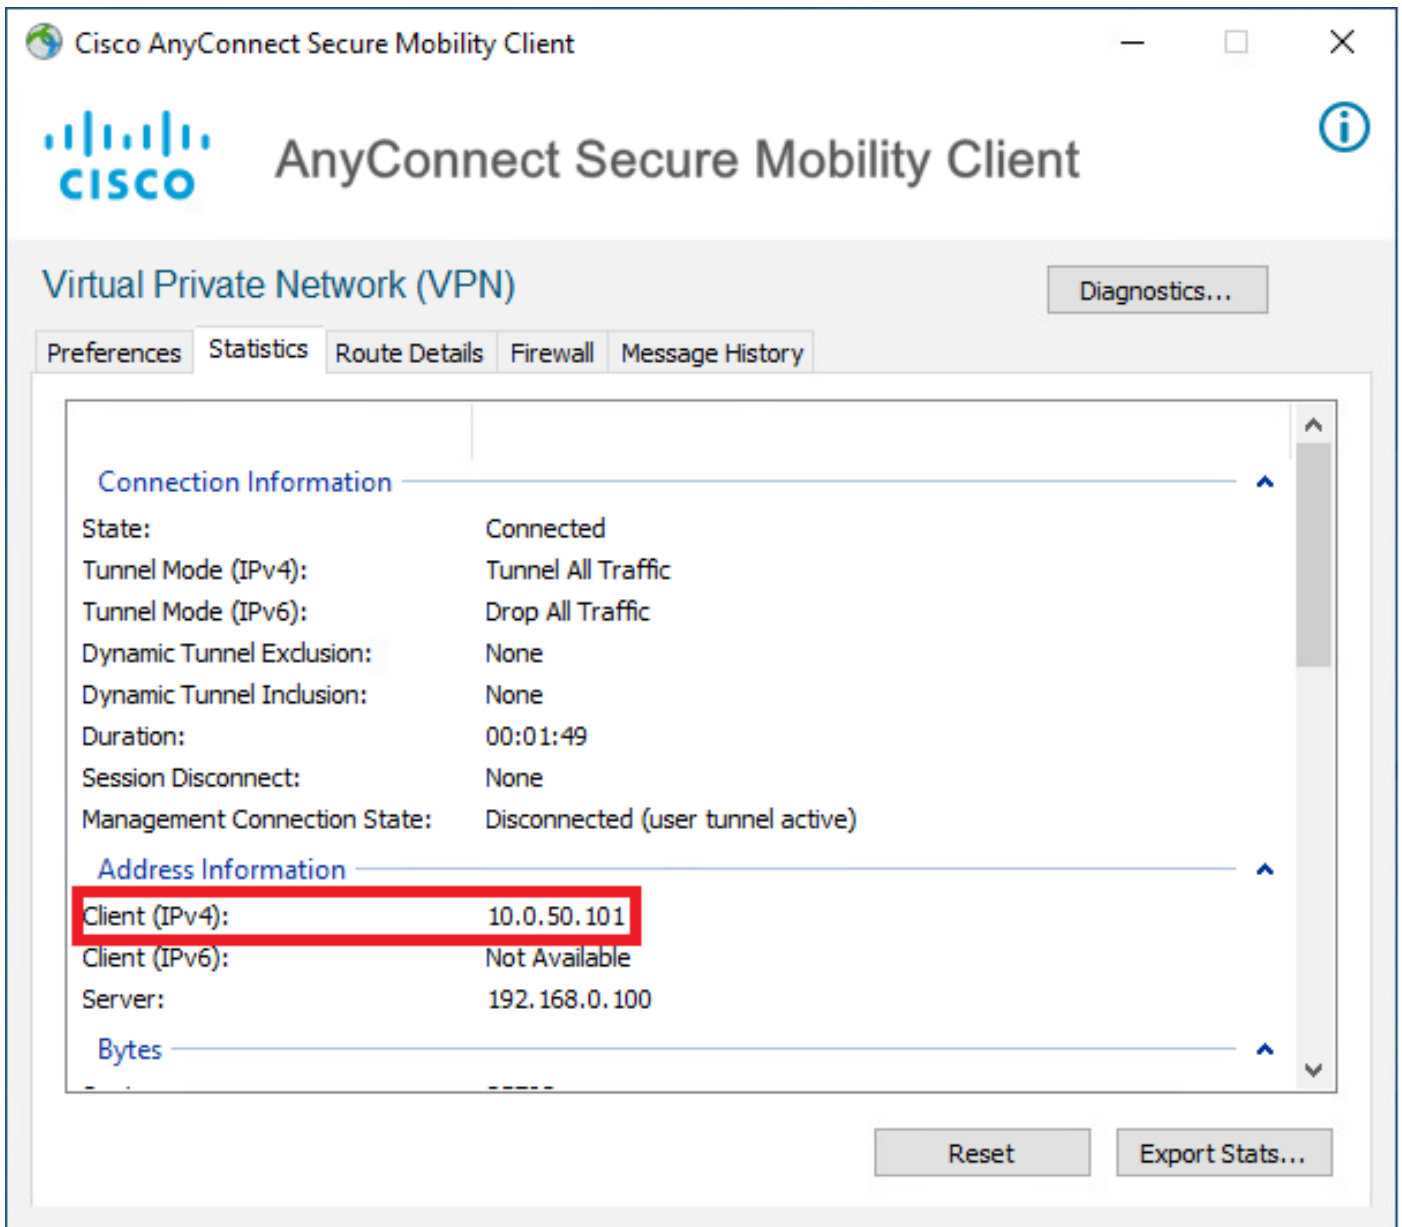 Cisco AnyConnect Secure Mobility Client
CISCO
AnyConnect Secure Mobility Client
Virtual Private Network (VPN)
Diagnostics...
Preferences Statistics Route Details Firewall Message History
Connection Information
State: Connected
Tunnel Mode (IPv4): Tunnel All Traffic
Tunnel Mode (IPv6): Drop All Traffic
Dynamic Tunnel Exclusion: None
Dynamic Tunnel Inclusion: None
Duration: 00:01:49
Session Disconnect: None
Management Connection State: Disconnected (user tunnel active)
Address Information
Client (IPv4): 10.0.50.101
Client (IPv6): Not Available
Server: 192.168.0.100
Bytes
Reset Export Stats...